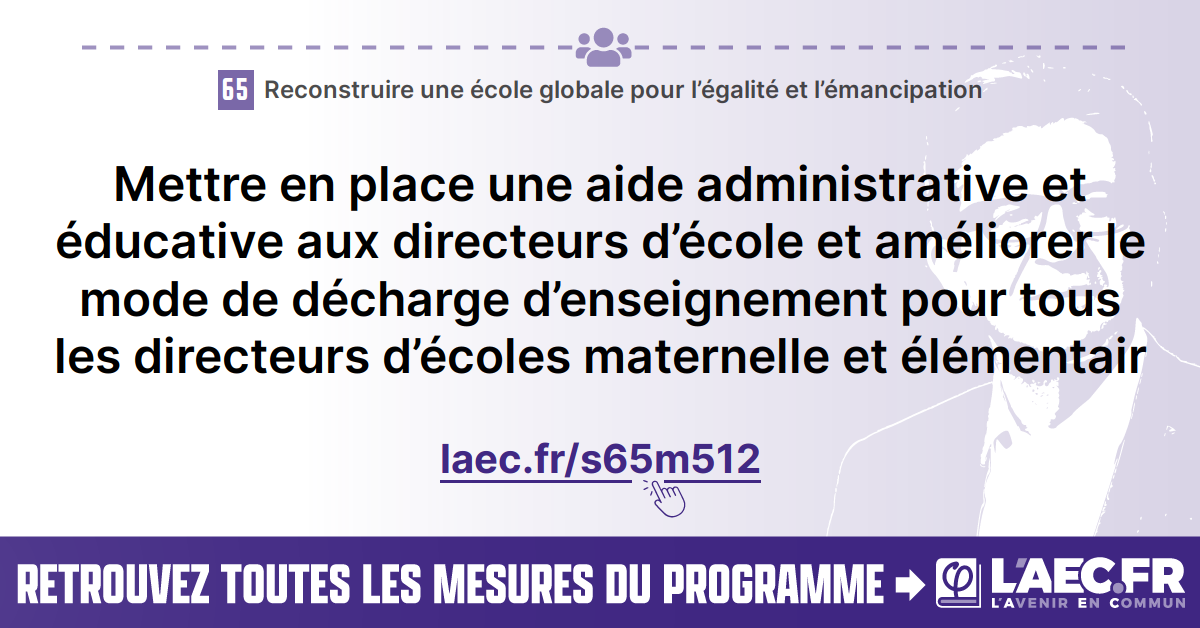 65 Reconstruire une école globale pour l’égalité et l’émancipation
Mettre en place une aide administrative et
éducative aux directeurs d’école et améliorer le
mode de décharge d’enseignement pour tous
les directeurs d’écoles maternelle et élémentair
laec.fr/s65m512
RETROUVEZ TOUTES LES MESURES DU PROGRAMME
φ L'AEC.FR
L'AVENIR EN COMMUN